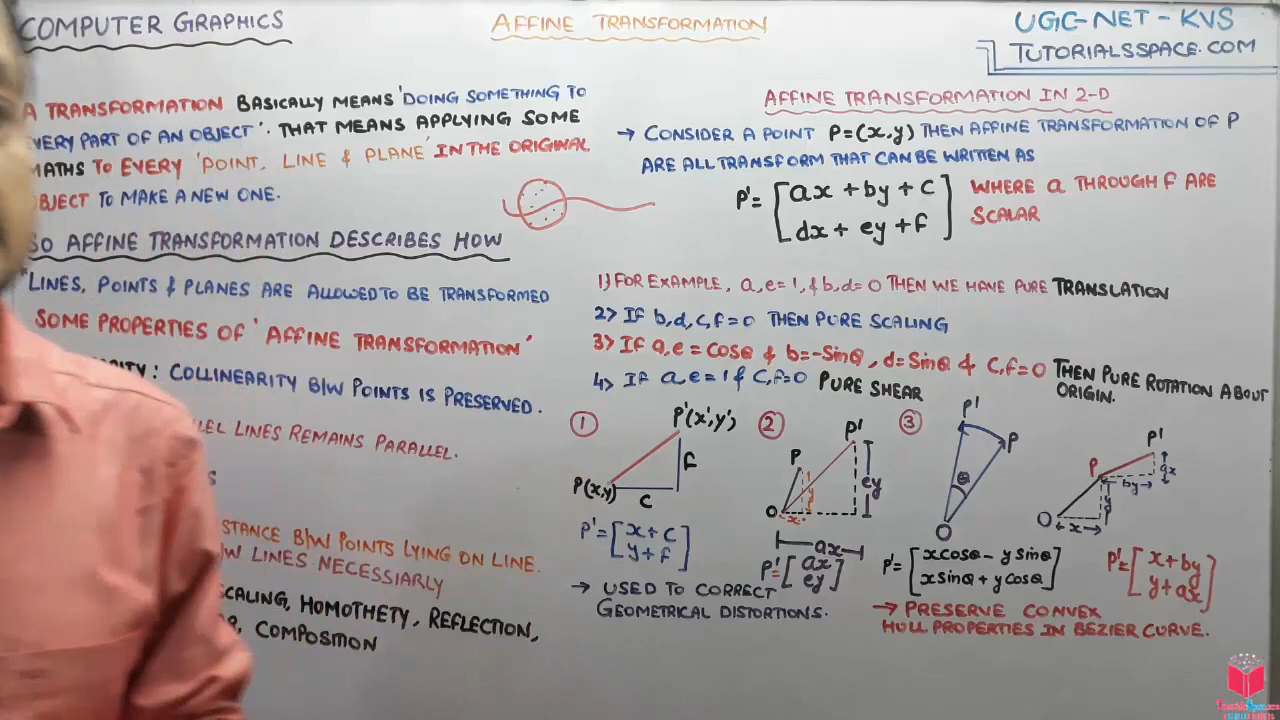 COMPUTER GRAPHICS
AFFINE TRANSFORMATION
UGC-NET-KVS
TUTORIALSSPACE.COM
A TRANSFORMATION BASICALLY MEANS 'DOING SOMETHING TO
VERY PART OF AN OBJECT'. THAT MEANS APPLYING SOME
MATHS TO EVERY 'POINT, LINE & PLANE' IN THE ORIGINAL
OBJECT TO MAKE A NEW ONE.
SO AFFINE TRANSFORMATION DESCRIBES HOW
"LINES, POINTS & PLANES ARE ALLOWED TO BE TRANSFORMED
SOME PROPERTIES OF 'AFFINE TRANSFORMATION'
RITY: COLLINEARITY B/W POINTS IS PRESERVED.
LEL LINES REMAINS PARALLEL.
S
STANCE B/W POINTS LYING ON LINE.
/W LINES NECESSIARLY
CALING, HOMOTHETY, REFLECTION,
R, COMPOSITION
AFFINE TRANSFORMATION IN 2-D
→ CONSIDER A POINT P=(x,y) THEN AFFINE TRANSFORMATION OF P
ARE ALL TRANSFORM THAT CAN BE WRITTEN AS
P'= [ax + by + c
dx + ey + f] WHERE a THROUGH f ARE
SCALAR
1) FOR EXAMPLE, a,e=1, & b,d=0 THEN WE HAVE PURE TRANSLATION
2> IF b,d,c,f=0 THEN PURE SCALING
3> IF a,e = cosθ & b=-sinθ, d=sinθ & c,f=0 THEN PURE ROTATION ABOUT
ORIGIN.
4> IF a,e=1 & c,f=0 PURE SHEAR
1
P'(x',y')
P(x,y)
c
f
P'= [x+c
y+f]
2
P'
P
O
x
y
ey
ax
P'= [ax
ey]
3
P'
P
θ
O
P'= [xcosθ - ysinθ
xsinθ + ycosθ]
P'
P
ax
by
y
O
x
P'= [x+by
y+ax]
→ USED TO CORRECT
GEOMETRICAL DISTORTIONS.
→ PRESERVE CONVEX
HULL PROPERTIES IN BEZIER CURVE.